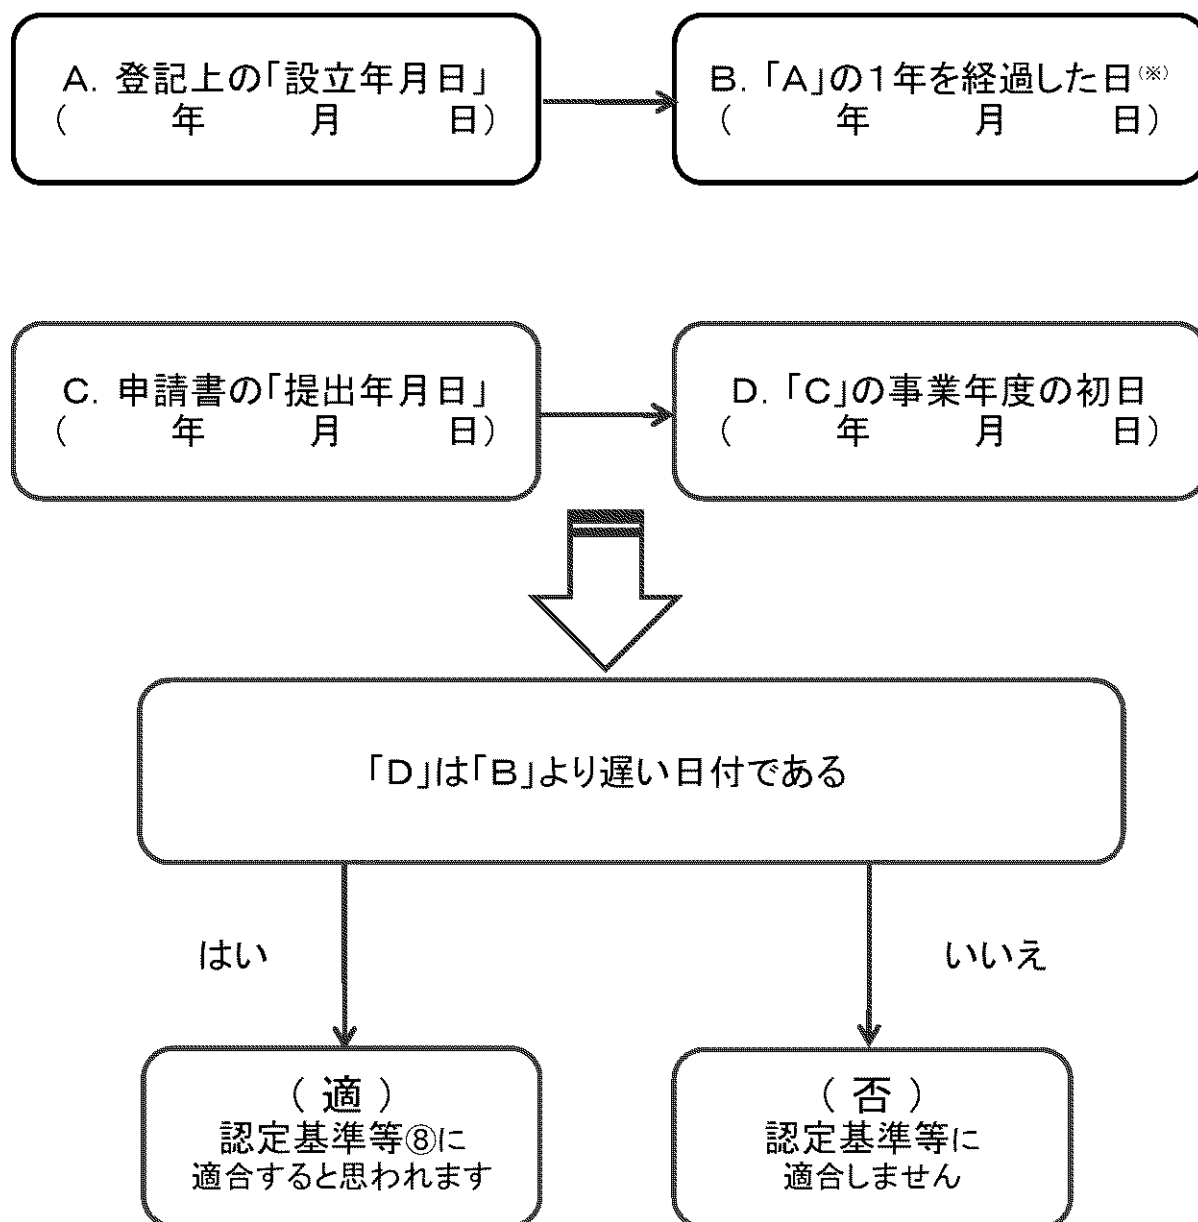 A. 登記上の「設立年月日」
(　　年　　月　　日)
B. 「A」の1年を経過した日(※)
(　　年　　月　　日)
C. 申請書の「提出年月日」
(　　年　　月　　日)
D. 「C」の事業年度の初日
(　　年　　月　　日)
「D」は「B」より遅い日付である
はい
いいえ
(適)
認定基準等⑧に
適合すると思われます
(否)
認定基準等に
適合しません